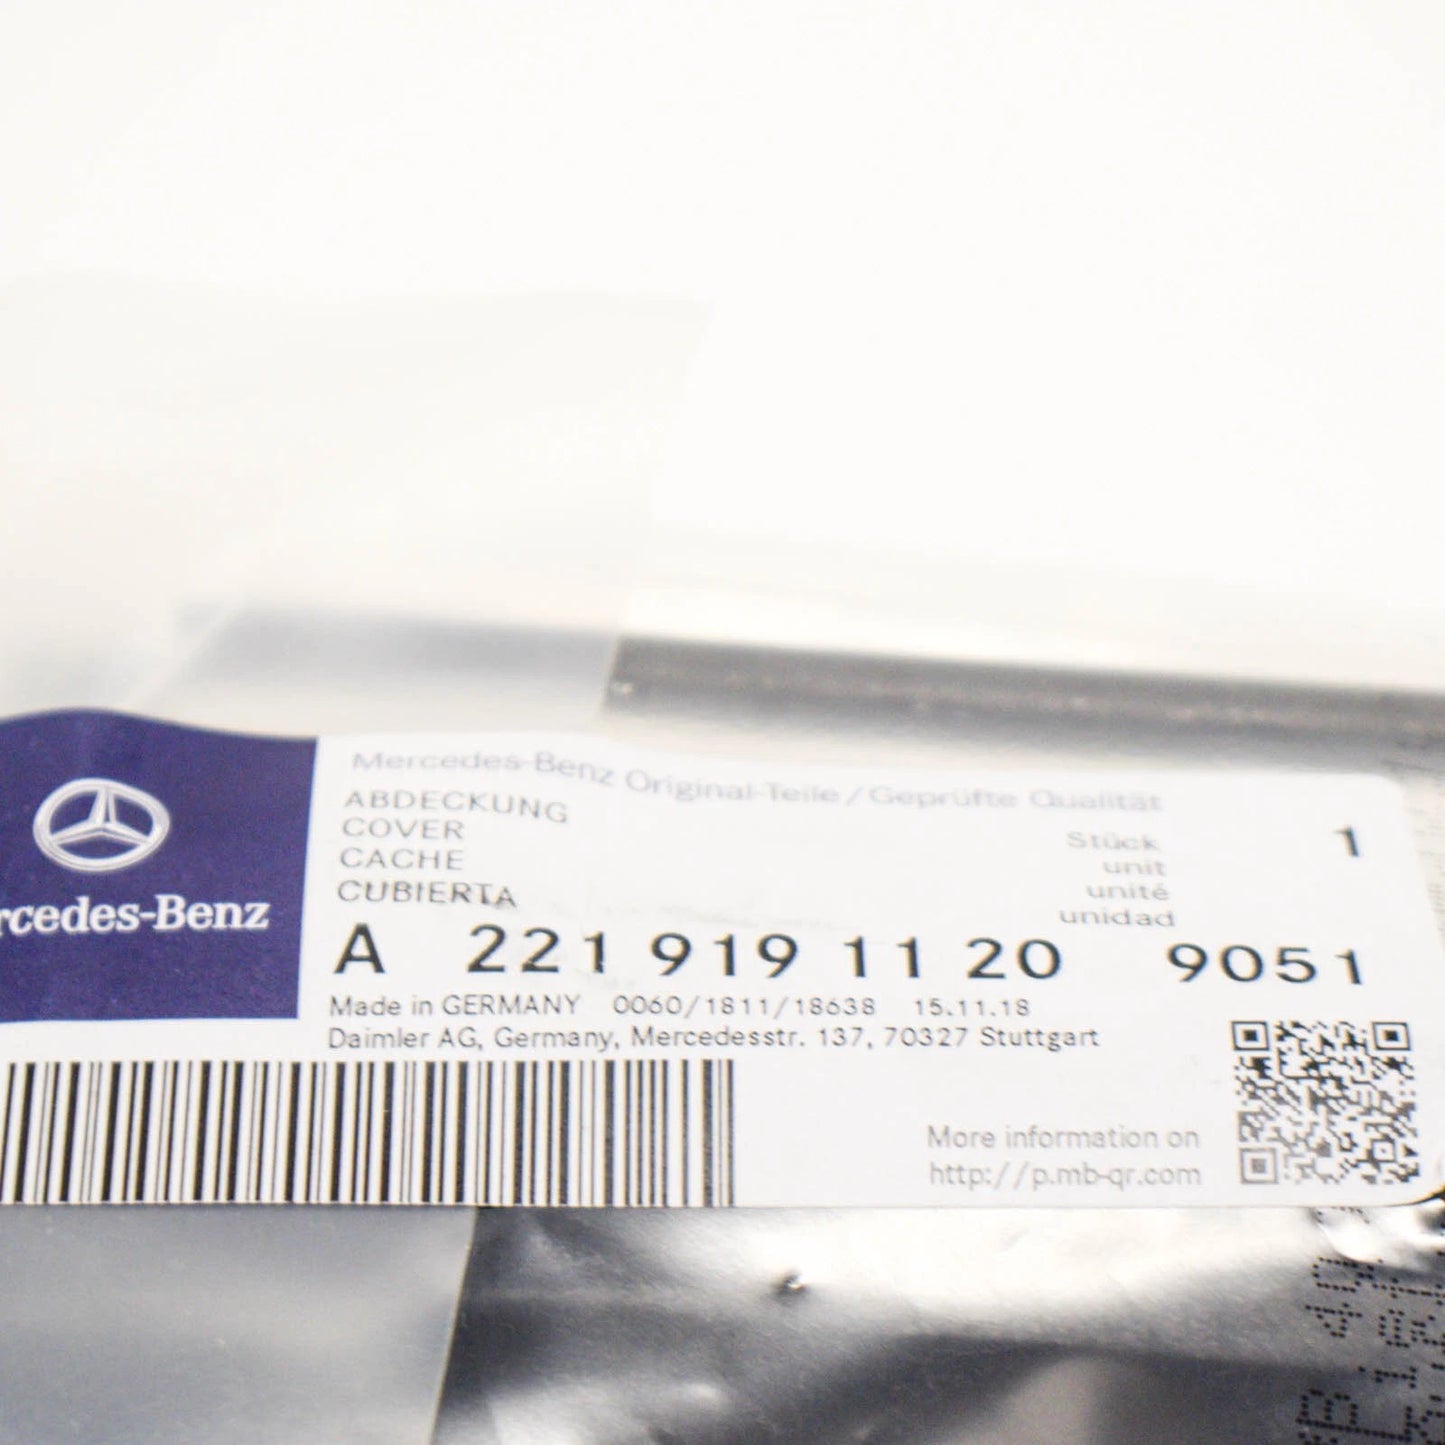 rcedes-Benz
Mercedes-Benz Original-Teile / Geprüfte Qualität
ABDECKUNG
COVER
CACHE
CUBIERTA
Stück 1
unit
unité
unidad
A 221 919 11 20 9051
Made in GERMANY 0060/1811/18638 15.11.18
Daimler AG, Germany, Mercedesstr. 137, 70327 Stuttgart
More information on
http://p.mb-qr.com